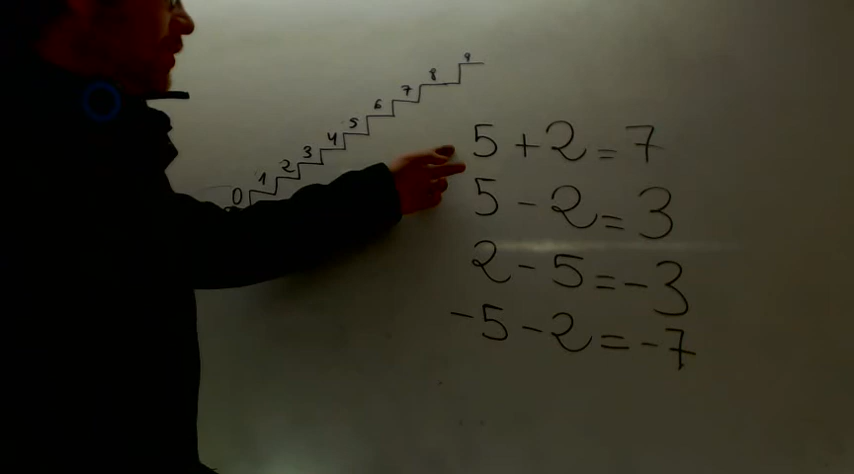 0 1 2 3 4 5 6 7 8 9
5 + 2 = 7
5 - 2 = 3
2 - 5 = -3
-5 - 2 = -7